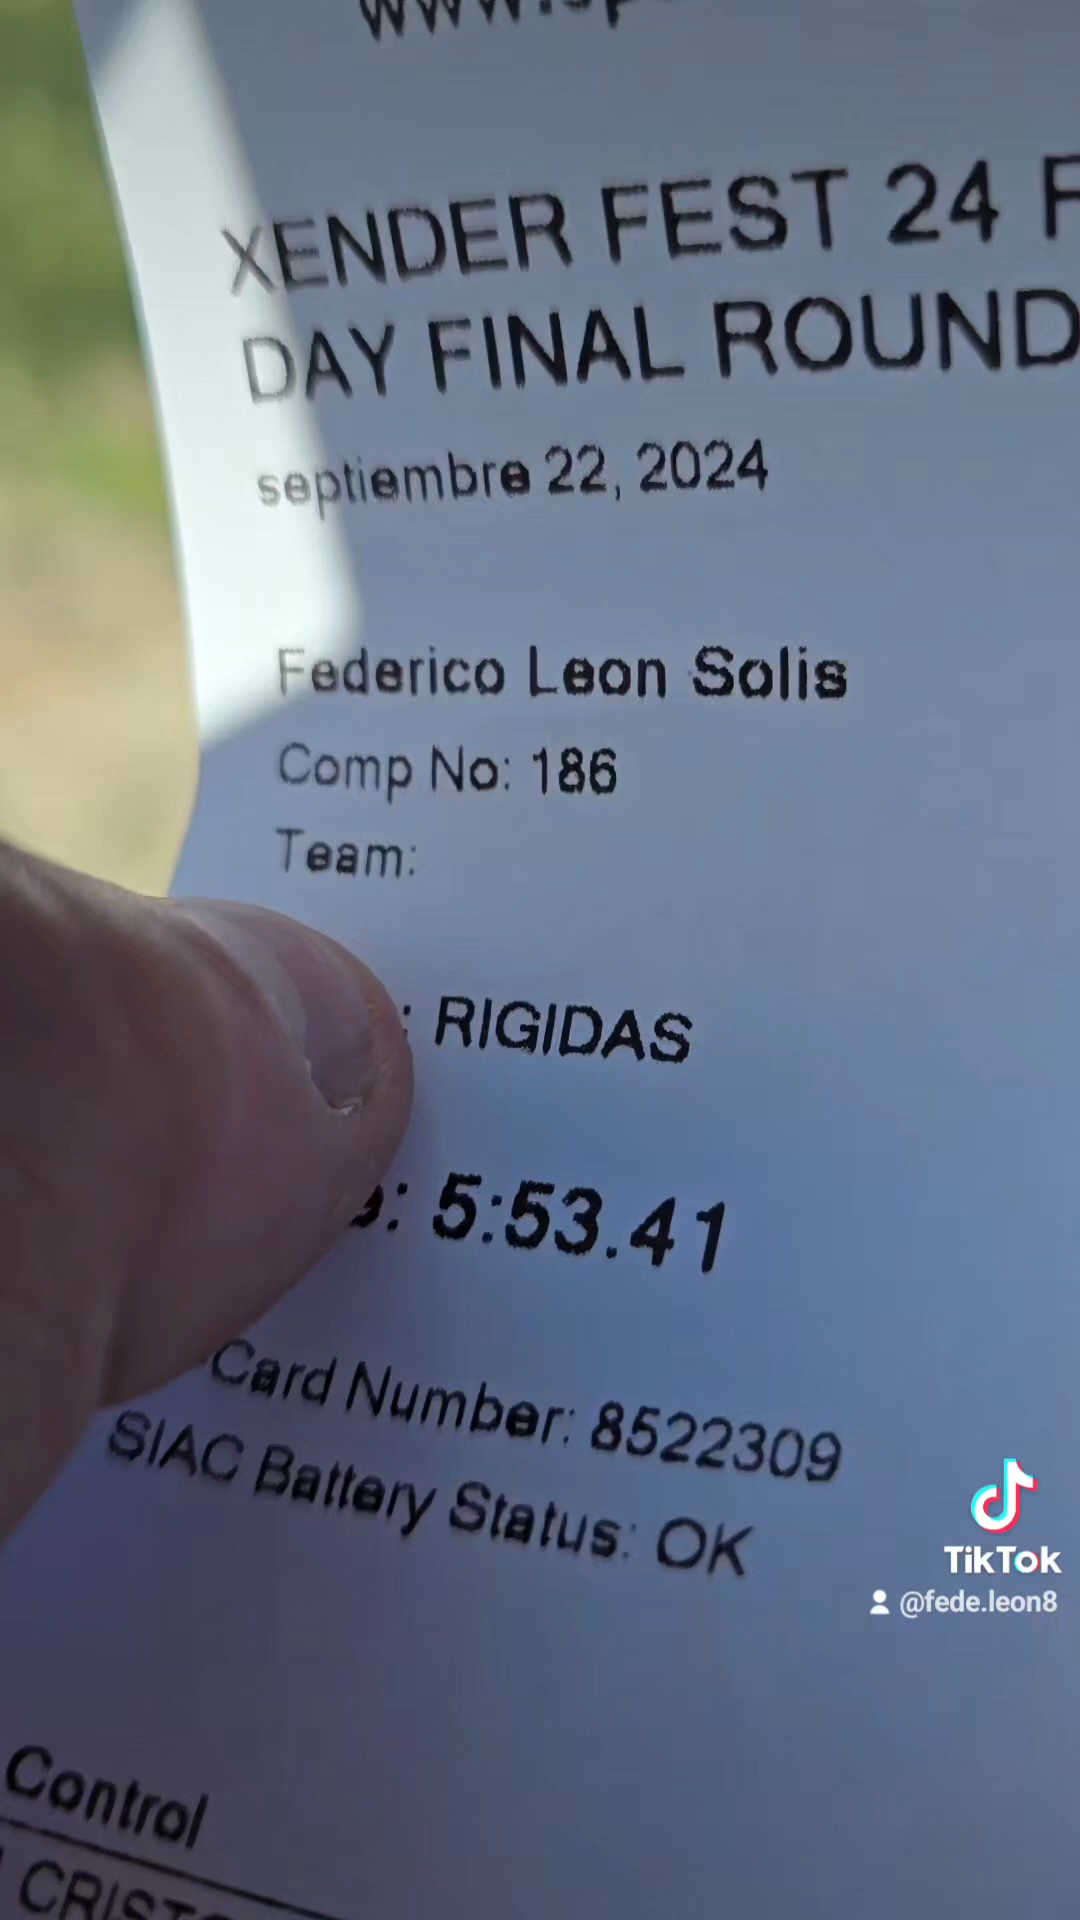 XENDER FEST 24 F
DAY FINAL ROUND
septiembre 22, 2024
Federico Leon Solis
Comp No: 186
Team:
: RIGIDAS
: 5:53.41
Card Number: 8522309
SIAC Battery Status: OK
TikTok
@fede.leon8
Control